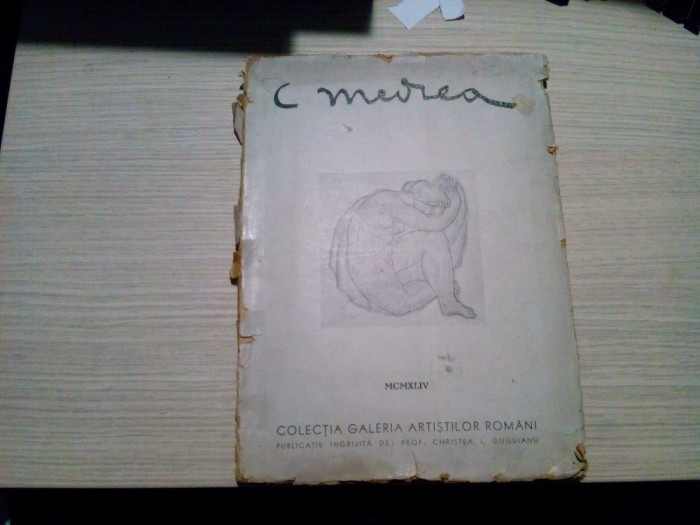 C Medrea
MCMXLIV
COLECȚIA GALERIA ARTIȘTILOR ROMÂNI
PUBLICAȚIE ÎNGRIJITĂ DE: PROF. CHRISTEA I. GUGUIANU